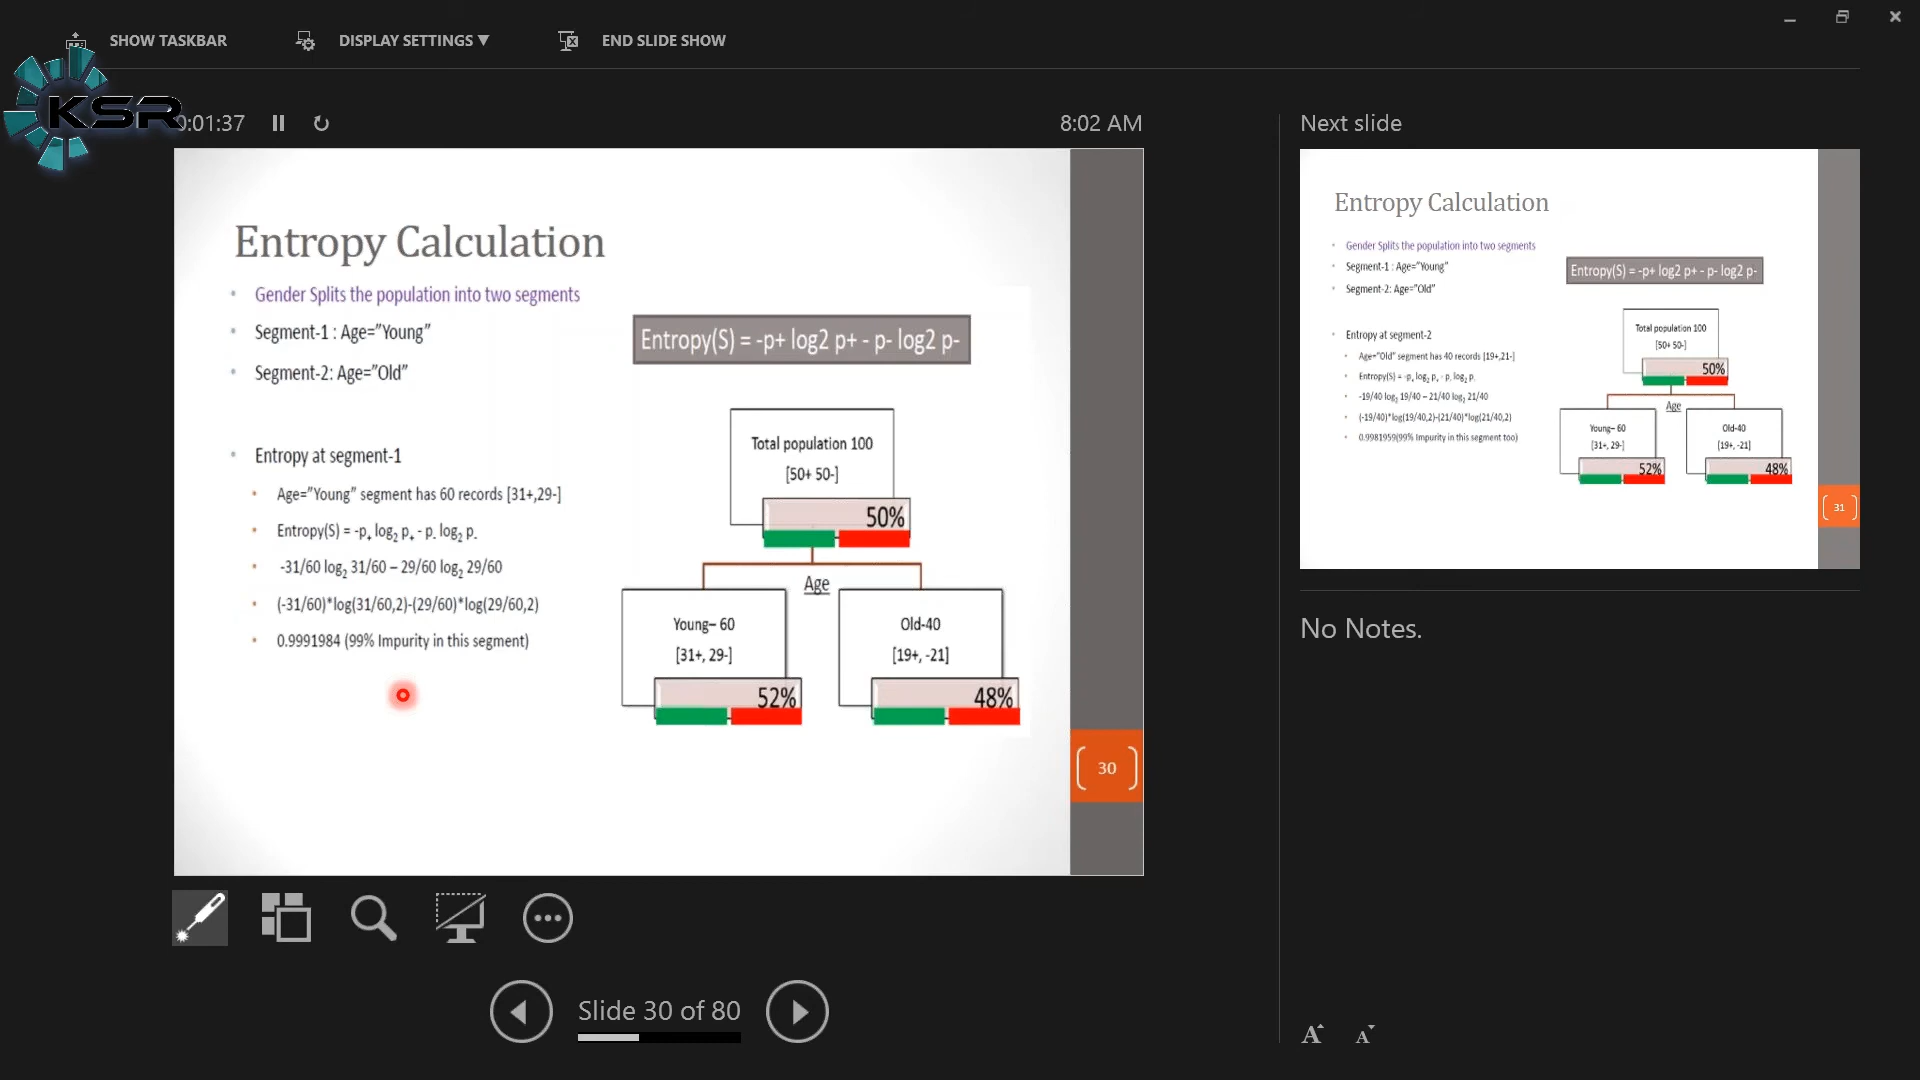 SHOW TASKBAR
DISPLAY SETTINGS ▼
END SLIDE SHOW
KSR
0:01:37
8:02 AM
Next slide
Entropy Calculation
Gender Splits the population into two segments
Segment-1 : Age="Young"
Segment-2: Age="Old"
Entropy at segment-1
Age="Young" segment has 60 records [31+,29-]
Entropy(S) = -p₊ log₂ p₊ - p₋ log₂ p₋
-31/60 log₂ 31/60 – 29/60 log₂ 29/60
(-31/60)*log(31/60,2)-(29/60)*log(29/60,2)
0.9991984 (99% Impurity in this segment)
Entropy(S) = -p+ log2 p+ - p- log2 p-
Total population 100
[50+ 50-]
50%
Age
Young– 60
[31+, 29-]
52%
Old-40
[19+, -21]
48%
30
Entropy Calculation
Gender Splits the population into two segments
Segment-1 : Age="Young"
Segment-2: Age="Old"
Entropy at segment-2
Age="Old" segment has 40 records [19+,21-]
Entropy(S) = -p₊ log₂ p₊ - p₋ log₂ p₋
-19/40 log₂ 19/40 – 21/40 log₂ 21/40
(-19/40)*log(19/40,2)-(21/40)*log(21/40,2)
0.9981959(99% Impurity in this segment too)
Entropy(S) = -p+ log2 p+ - p- log2 p-
Total population 100
[50+ 50-]
50%
Age
Young– 60
[31+, 29-]
52%
Old-40
[19+, -21]
48%
31
No Notes.
Slide 30 of 80
A A